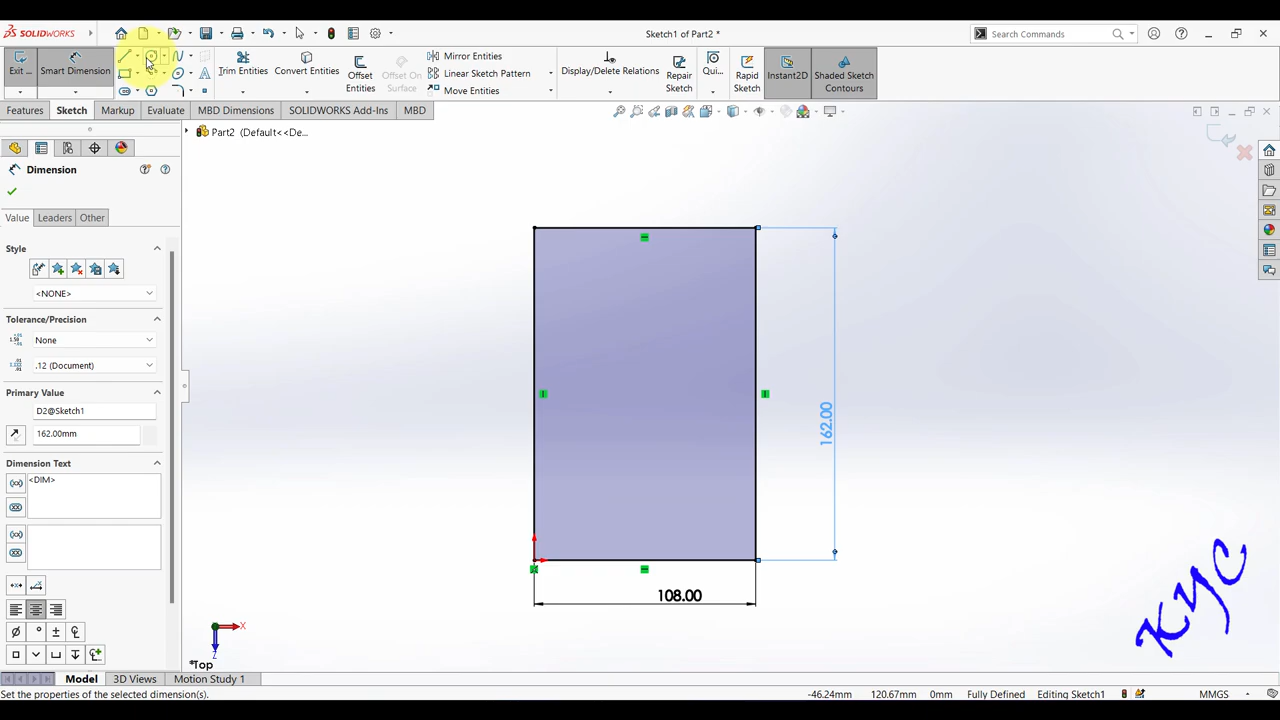 SOLIDWORKS
Sketch1 of Part2 *
Search Commands
Exit ...
Smart Dimension
Trim Entities
Convert Entities
Offset Entities
Offset On Surface
Mirror Entities
Linear Sketch Pattern
Move Entities
Display/Delete Relations
Repair Sketch
Qui...
Rapid Sketch
Instant2D
Shaded Sketch Contours
Features
Sketch
Markup
Evaluate
MBD Dimensions
SOLIDWORKS Add-Ins
MBD
Part2 (Default<<De...
Dimension
Value
Leaders
Other
Style
<NONE>
Tolerance/Precision
None
.12 (Document)
Primary Value
D2@Sketch1
162.00mm
Dimension Text
<DIM>
162.00
108.00
X
Z
*Top
KYC
Model
3D Views
Motion Study 1
Set the properties of the selected dimension(s).
-46.24mm
120.67mm
0mm
Fully Defined
Editing Sketch1
MMGS